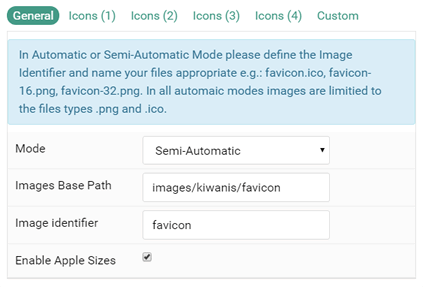 General Icons (1) Icons (2) Icons (3) Icons (4) Custom
In Automatic or Semi-Automatic Mode please define the Image
Identifier and name your files appropriate e.g.: favicon.ico, favicon-
16.png, favicon-32.png. In all automaic modes images are limitied to
the files types .png and .ico.
Mode Semi-Automatic
Images Base Path images/kiwanis/favicon
Image identifier favicon
Enable Apple Sizes